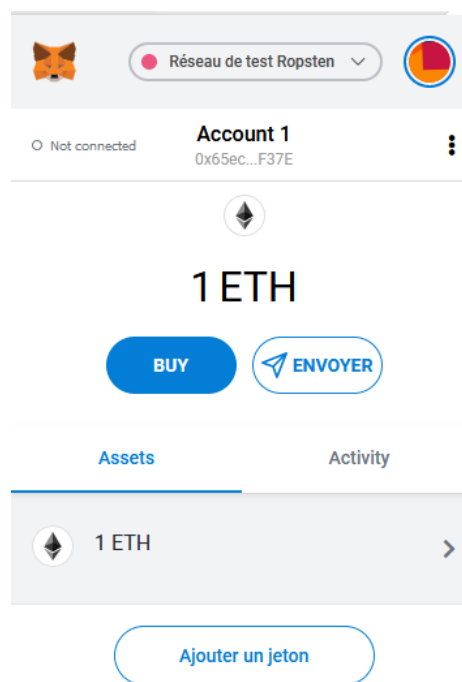 Réseau de test Ropsten
Not connected
Account 1
0x65ec...F37E
1 ETH
BUY
ENVOYER
Assets
Activity
1 ETH
Ajouter un jeton